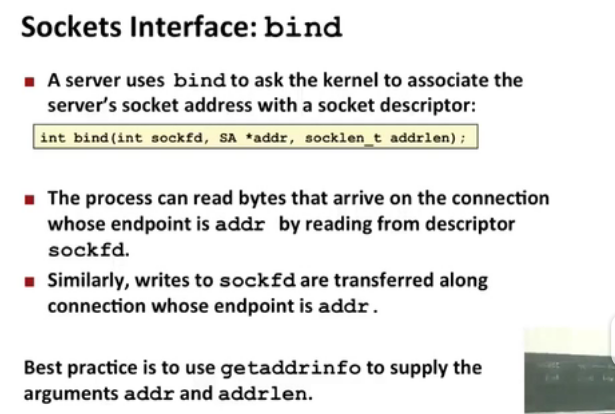 Sockets Interface: bind
A server uses bind to ask the kernel to associate the
server's socket address with a socket descriptor:
int bind(int sockfd, SA *addr, socklen_t addrlen);
The process can read bytes that arrive on the connection
whose endpoint is addr by reading from descriptor
sockfd.
Similarly, writes to sockfd are transferred along
connection whose endpoint is addr.
Best practice is to use getaddrinfo to supply the
arguments addr and addrlen.